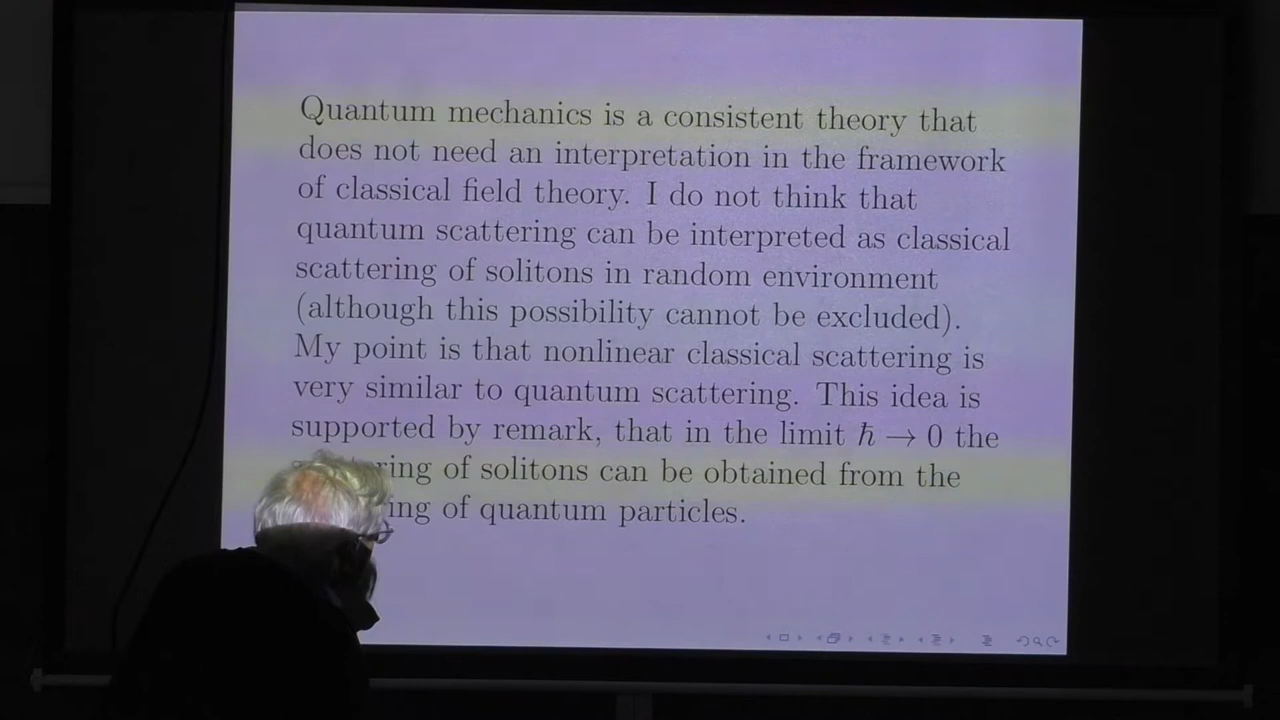 Quantum mechanics is a consistent theory that
does not need an interpretation in the framework
of classical field theory. I do not think that
quantum scattering can be interpreted as classical
scattering of solitons in random environment
(although this possibility cannot be excluded).
My point is that nonlinear classical scattering is
very similar to quantum scattering. This idea is
supported by remark, that in the limit ℏ → 0 the
ring of solitons can be obtained from the
ing of quantum particles.